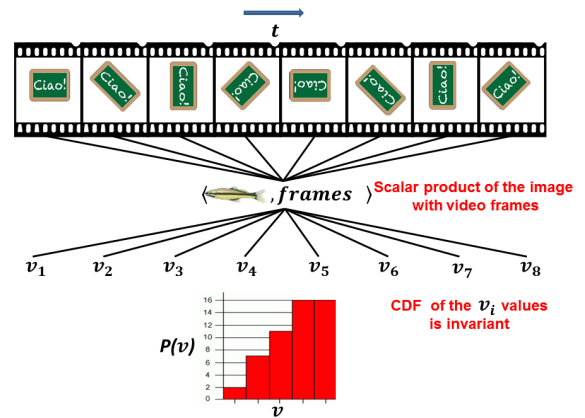 t
Ciao! Ciao! Ciao! Ciao! Ciao! Ciao! Ciao! Ciao!
⟨ , frames ⟩ Scalar product of the image
with video frames
v₁ v₂ v₃ v₄ v₅ v₆ v₇ v₈
CDF of the vᵢ values
is invariant
16
14
12
10
8
6
4
2
0
P(v)
v